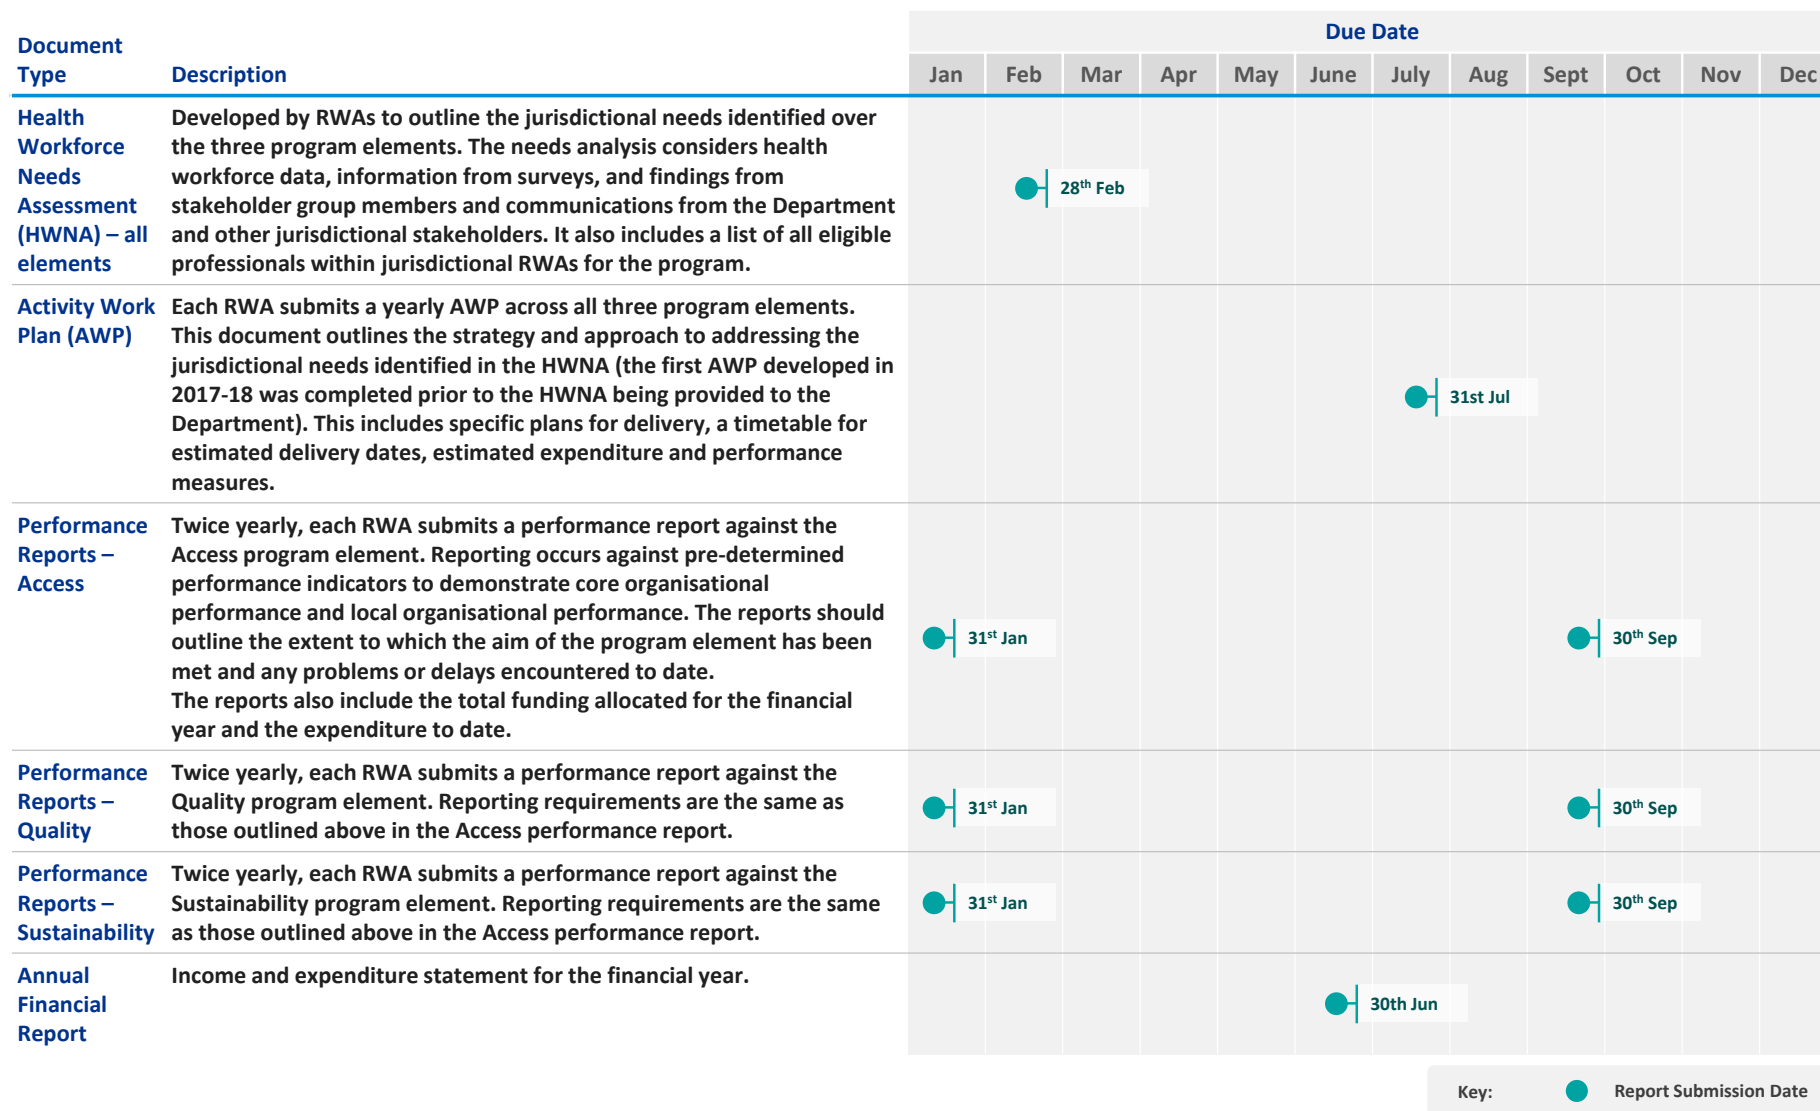 Document
Type
Description
Due Date
Jan Feb Mar Apr May June July Aug Sept Oct Nov Dec
Health
Workforce
Needs
Assessment
(HWNA) – all
elements
Developed by RWAs to outline the jurisdictional needs identified over
the three program elements. The needs analysis considers health
workforce data, information from surveys, and findings from
stakeholder group members and communications from the Department
and other jurisdictional stakeholders. It also includes a list of all eligible
professionals within jurisdictional RWAs for the program.
28th Feb
Activity Work
Plan (AWP)
Each RWA submits a yearly AWP across all three program elements.
This document outlines the strategy and approach to addressing the
jurisdictional needs identified in the HWNA (the first AWP developed in
2017-18 was completed prior to the HWNA being provided to the
Department). This includes specific plans for delivery, a timetable for
estimated delivery dates, estimated expenditure and performance
measures.
31st Jul
Performance
Reports –
Access
Twice yearly, each RWA submits a performance report against the
Access program element. Reporting occurs against pre-determined
performance indicators to demonstrate core organisational
performance and local organisational performance. The reports should
outline the extent to which the aim of the program element has been
met and any problems or delays encountered to date.
The reports also include the total funding allocated for the financial
year and the expenditure to date.
31st Jan
30th Sep
Performance
Reports –
Quality
Twice yearly, each RWA submits a performance report against the
Quality program element. Reporting requirements are the same as
those outlined above in the Access performance report.
31st Jan
30th Sep
Performance
Reports –
Sustainability
Twice yearly, each RWA submits a performance report against the
Sustainability program element. Reporting requirements are the same
as those outlined above in the Access performance report.
31st Jan
30th Sep
Annual
Financial
Report
Income and expenditure statement for the financial year.
30th Jun
Key: Report Submission Date